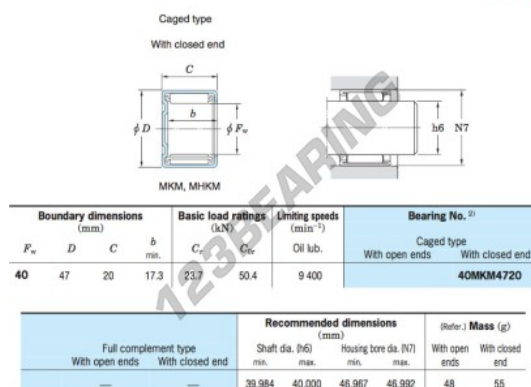 Caged type
With closed end
C
b
φ D
φ Fw
h6
N7
MKM, MHKM
123BEARING
Boundary dimensions (mm) Basic load ratings (kN) Limiting speeds (min⁻¹) Bearing No. 2)
Fw D C b min. Cr C0r Oil lub. Caged type
With open ends With closed end
40 47 20 17.3 23.7 50.4 9 400 40MKM4720
Recommended dimensions (mm) (Refer.) Mass (g)
Full complement type Shaft dia. (h6) Housing bore dia. (N7) With open ends With closed end
With open ends With closed end min. max. min. max.
— — 39.984 40.000 46.967 46.992 48 55